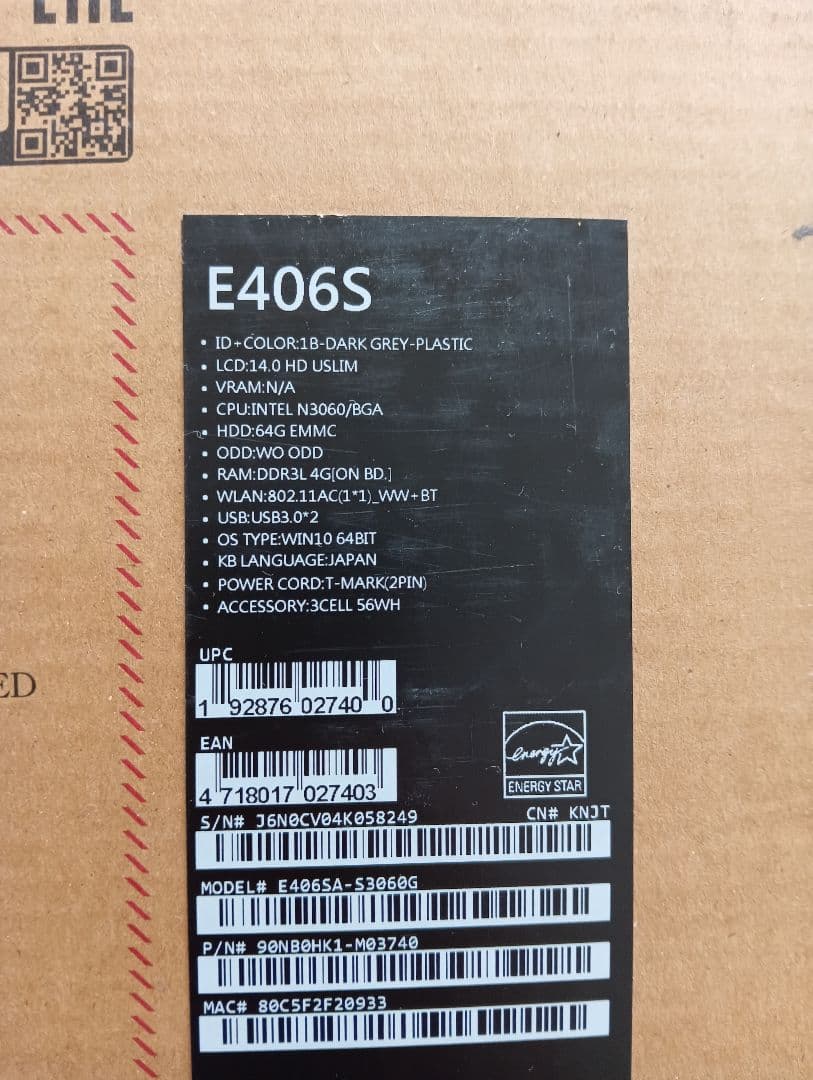 E406S
• ID+COLOR:1B-DARK GREY-PLASTIC
• LCD:14.0 HD USLIM
• VRAM:N/A
• CPU:INTEL N3060/BGA
• HDD:64G EMMC
• ODD:WO ODD
• RAM:DDR3L 4G[ON BD.]
• WLAN:802.11AC(1*1)_WW+BT
• USB:USB3.0*2
• OS TYPE:WIN10 64BIT
• KB LANGUAGE:JAPAN
• POWER CORD:T-MARK(2PIN)
• ACCESSORY:3CELL 56WH
ED
UPC
1 92876 02740 0
EAN
4 718017 027403
energy
ENERGY STAR
S/N# J6N0CV04K058249 CN# KNJT
MODEL# E406SA-S3060G
P/N# 90NB0HK1-M03740
MAC# 80C5F2F20933